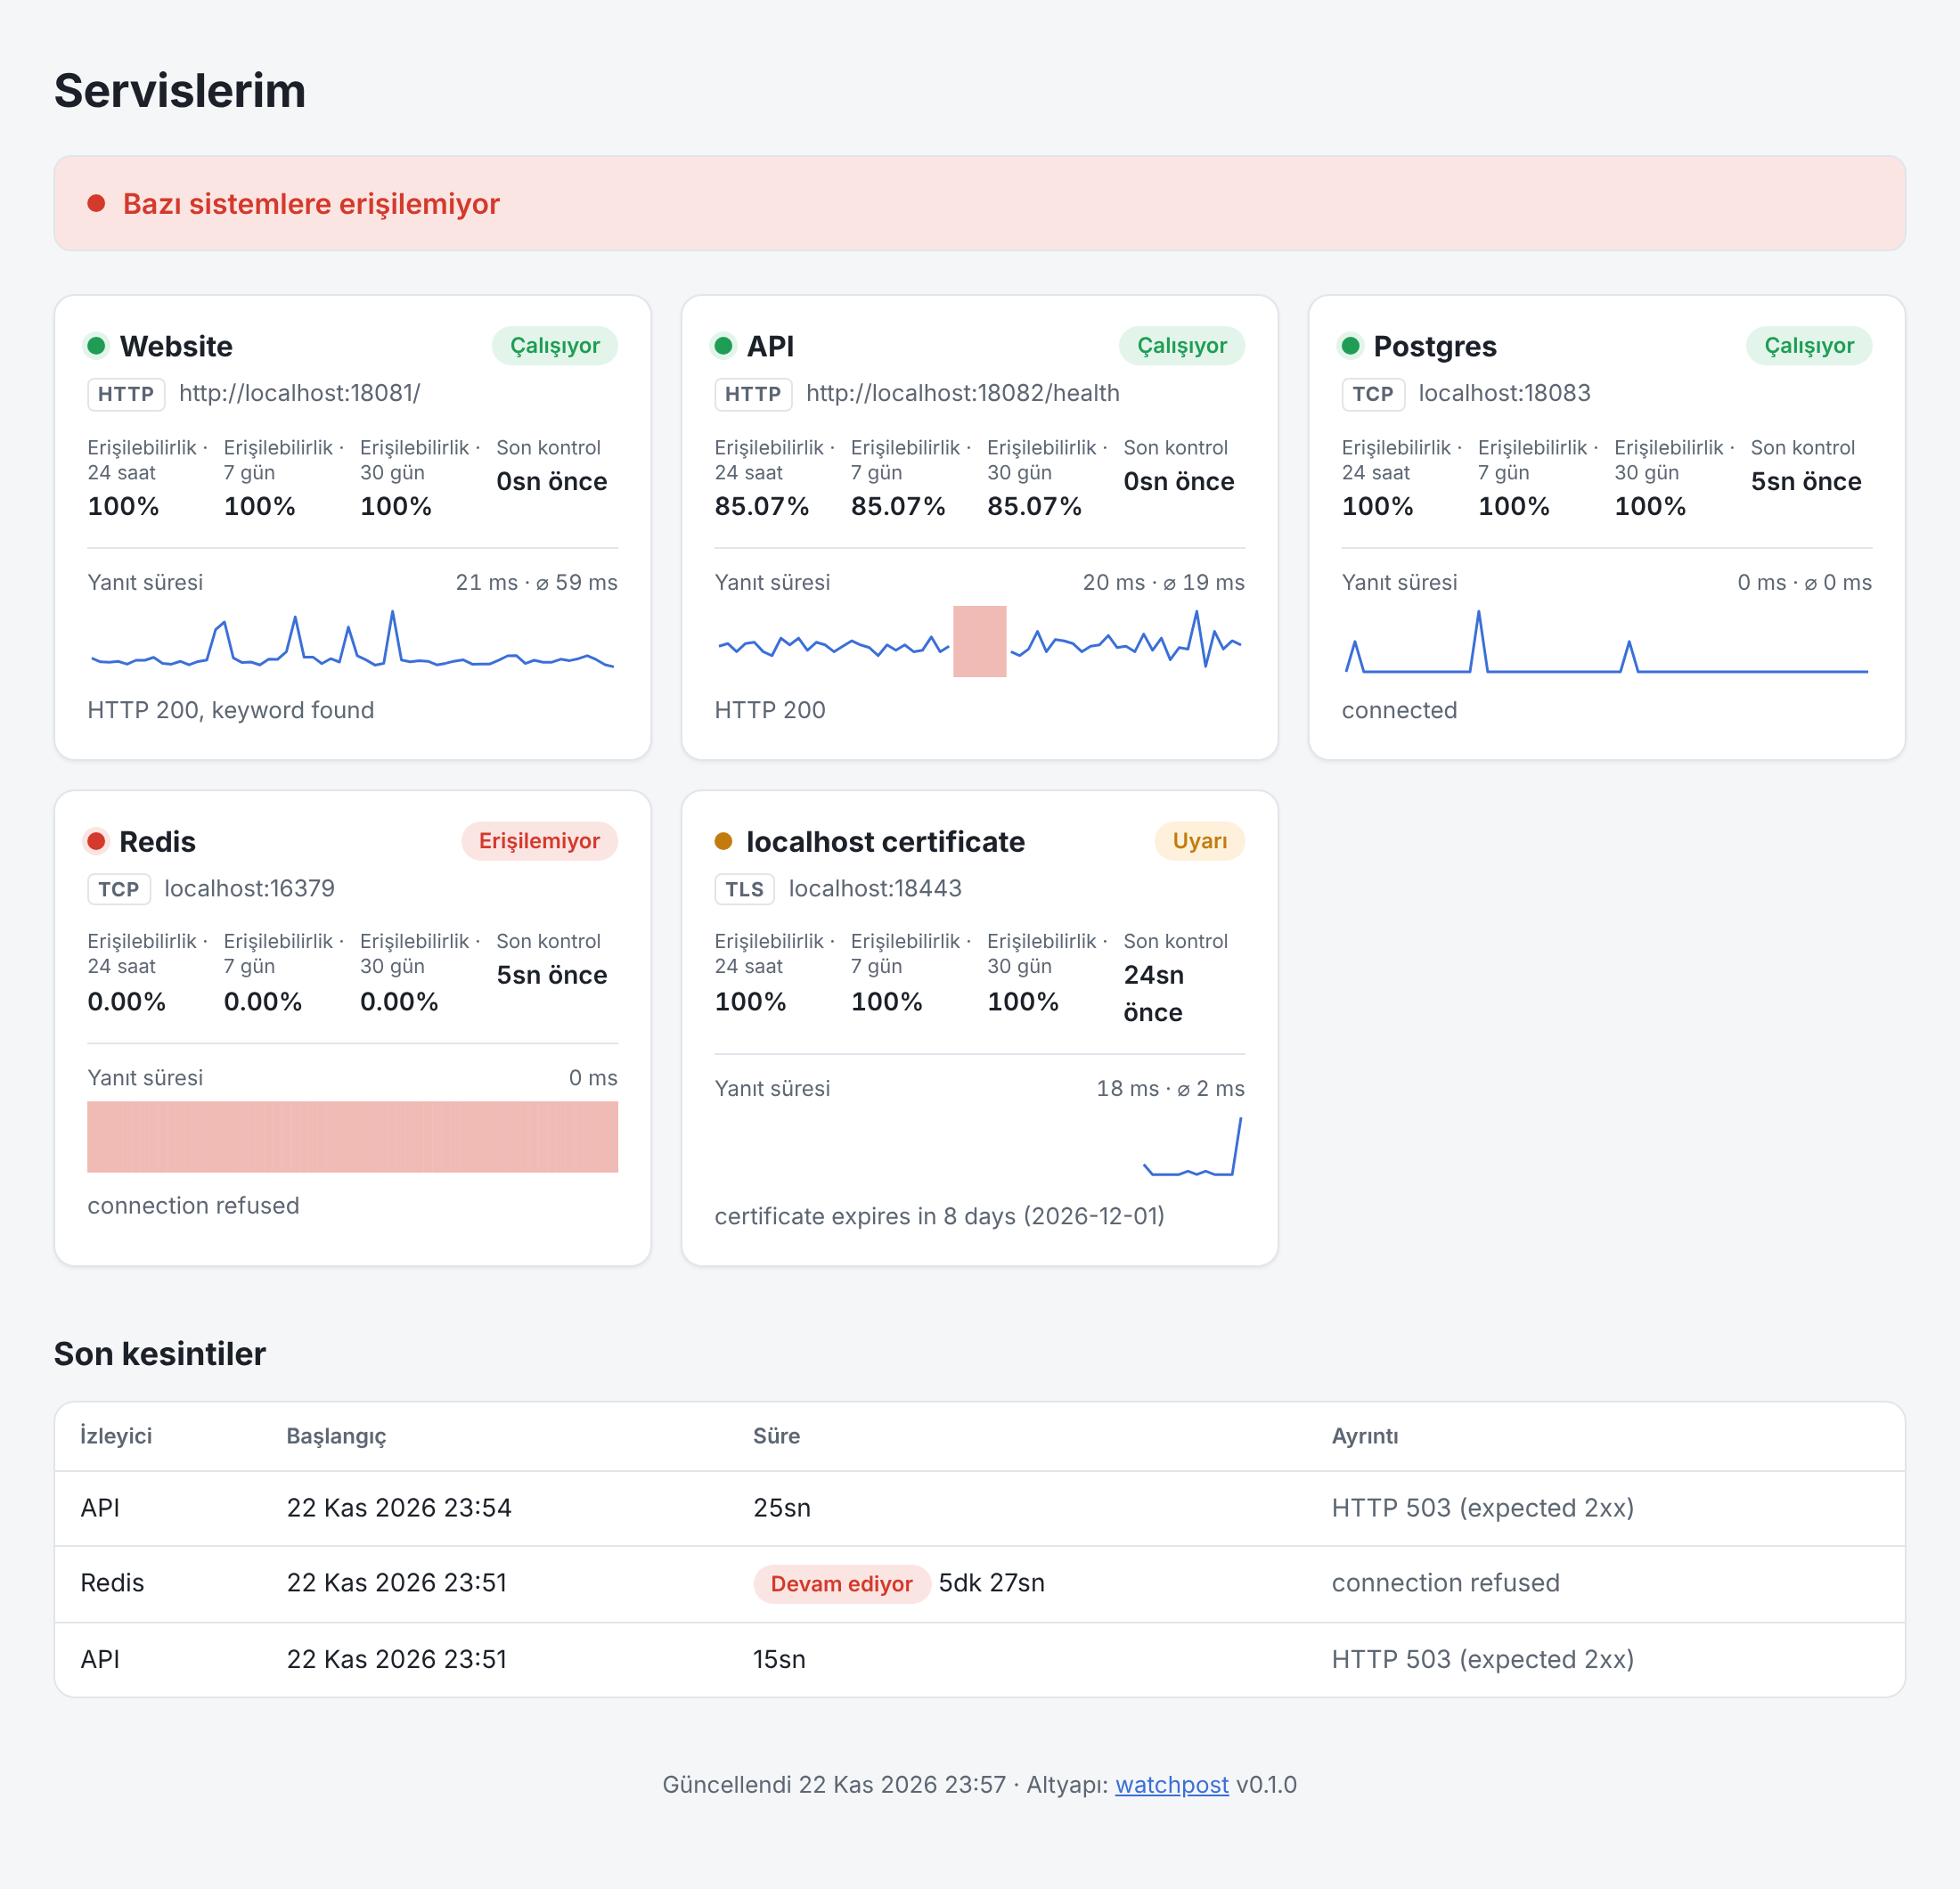 Servislerim
Bazı sistemlere erişilemiyor
Website Çalışıyor
HTTP http://localhost:18081/
Erişilebilirlik · 24 saat
100%
Erişilebilirlik · 7 gün
100%
Erişilebilirlik · 30 gün
100%
Son kontrol
0sn önce
Yanıt süresi 21 ms · ⌀ 59 ms
HTTP 200, keyword found
API Çalışıyor
HTTP http://localhost:18082/health
Erişilebilirlik · 24 saat
85.07%
Erişilebilirlik · 7 gün
85.07%
Erişilebilirlik · 30 gün
85.07%
Son kontrol
0sn önce
Yanıt süresi 20 ms · ⌀ 19 ms
HTTP 200
Postgres Çalışıyor
TCP localhost:18083
Erişilebilirlik · 24 saat
100%
Erişilebilirlik · 7 gün
100%
Erişilebilirlik · 30 gün
100%
Son kontrol
5sn önce
Yanıt süresi 0 ms · ⌀ 0 ms
connected
Redis Erişilemiyor
TCP localhost:16379
Erişilebilirlik · 24 saat
0.00%
Erişilebilirlik · 7 gün
0.00%
Erişilebilirlik · 30 gün
0.00%
Son kontrol
5sn önce
Yanıt süresi 0 ms
connection refused
localhost certificate Uyarı
TLS localhost:18443
Erişilebilirlik · 24 saat
100%
Erişilebilirlik · 7 gün
100%
Erişilebilirlik · 30 gün
100%
Son kontrol
24sn önce
Yanıt süresi 18 ms · ⌀ 2 ms
certificate expires in 8 days (2026-12-01)
Son kesintiler
İzleyici Başlangıç Süre Ayrıntı
API 22 Kas 2026 23:54 25sn HTTP 503 (expected 2xx)
Redis 22 Kas 2026 23:51 Devam ediyor 5dk 27sn connection refused
API 22 Kas 2026 23:51 15sn HTTP 503 (expected 2xx)
Güncellendi 22 Kas 2026 23:57 · Altyapı: watchpost v0.1.0